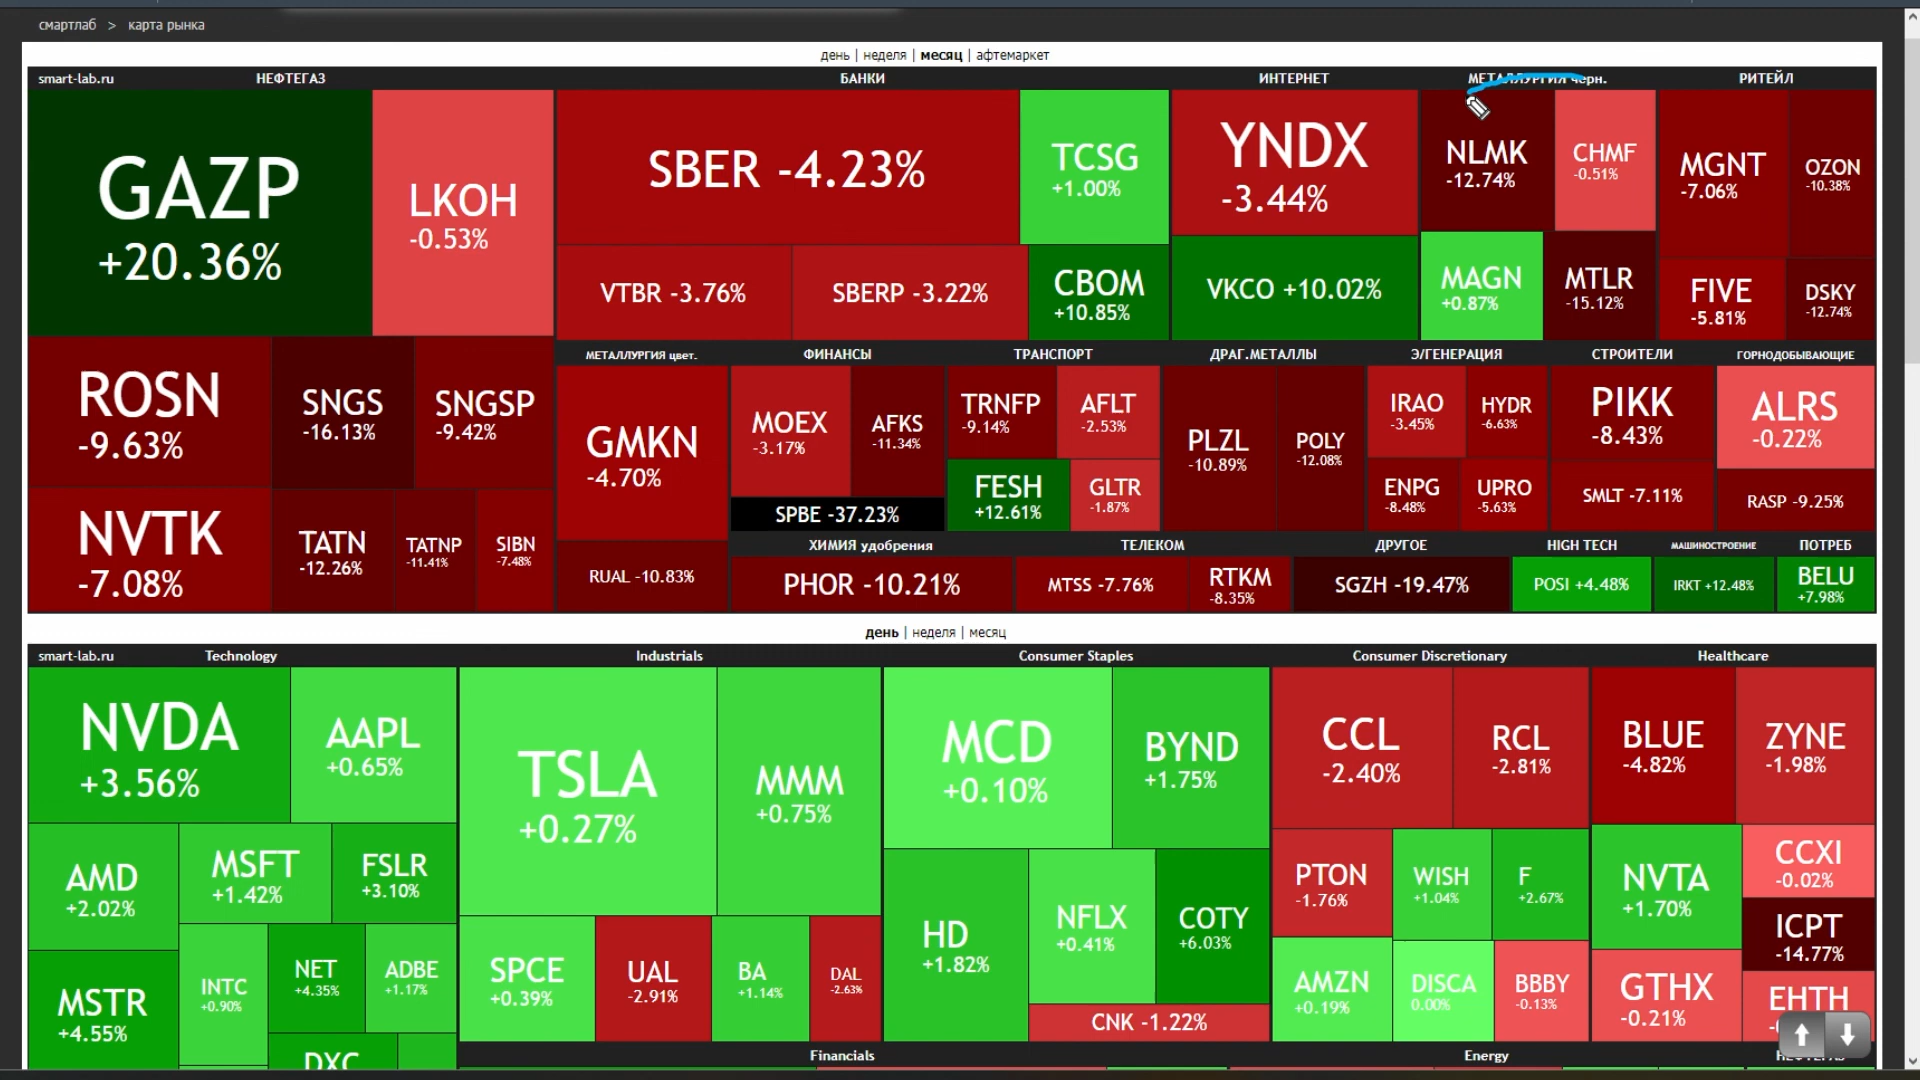 смартлаб > карта рынка
день | неделя | месяц | афтемаркет
smart-lab.ru
НЕФТЕГАЗ
БАНКИ
ИНТЕРНЕТ
МЕТАЛЛУРГИЯ черн.
РИТЕЙЛ
GAZP
+20.36%
LKOH
-0.53%
SBER -4.23%
TCSG
+1.00%
YNDX
-3.44%
NLMK
-12.74%
CHMF
-0.51%
MGNT
-7.06%
OZON
-10.38%
VTBR -3.76%
SBERP -3.22%
CBOM
+10.85%
VKCO +10.02%
MAGN
+0.87%
MTLR
-15.12%
FIVE
-5.81%
DSKY
-12.74%
ROSN
-9.63%
SNGS
-16.13%
SNGSP
-9.42%
NVTK
-7.08%
TATN
-12.26%
TATNP
-11.41%
SIBN
-7.48%
МЕТАЛЛУРГИЯ цвет.
ФИНАНСЫ
ТРАНСПОРТ
ДРАГ.МЕТАЛЛЫ
Э/ГЕНЕРАЦИЯ
СТРОИТЕЛИ
ГОРНОДОБЫВАЮЩИЕ
GMKN
-4.70%
RUAL -10.83%
MOEX
-3.17%
AFKS
-11.34%
SPBE -37.23%
TRNFP
-9.14%
AFLT
-2.53%
FESH
+12.61%
GLTR
-1.87%
PLZL
-10.89%
POLY
-12.08%
IRAO
-3.45%
HYDR
-6.63%
ENPG
-8.48%
UPRO
-5.63%
PIKK
-8.43%
SMLT -7.11%
ALRS
-0.22%
RASP -9.25%
ХИМИЯ удобрения
ТЕЛЕКОМ
ДРУГОЕ
HIGH TECH
МАШИНОСТРОЕНИЕ
ПОТРЕБ
PHOR -10.21%
MTSS -7.76%
RTKM
-8.35%
SGZH -19.47%
POSI +4.48%
IRKT +12.48%
BELU
+7.98%
день | неделя | месяц
smart-lab.ru
Technology
Industrials
Consumer Staples
Consumer Discretionary
Healthcare
NVDA
+3.56%
AAPL
+0.65%
AMD
+2.02%
MSFT
+1.42%
FSLR
+3.10%
MSTR
+4.55%
INTC
+0.90%
NET
+4.35%
ADBE
+1.17%
DXC
TSLA
+0.27%
MMM
+0.75%
SPCE
+0.39%
UAL
-2.91%
BA
+1.14%
DAL
-2.63%
MCD
+0.10%
BYND
+1.75%
HD
+1.82%
NFLX
+0.41%
COTY
+6.03%
CNK -1.22%
CCL
-2.40%
RCL
-2.81%
PTON
-1.76%
WISH
+1.04%
F
+2.67%
AMZN
+0.19%
DISCA
0.00%
BBBY
-0.13%
BLUE
-4.82%
ZYNE
-1.98%
NVTA
+1.70%
CCXI
-0.02%
ICPT
-14.77%
GTHX
-0.21%
EHTH
Financials
Energy